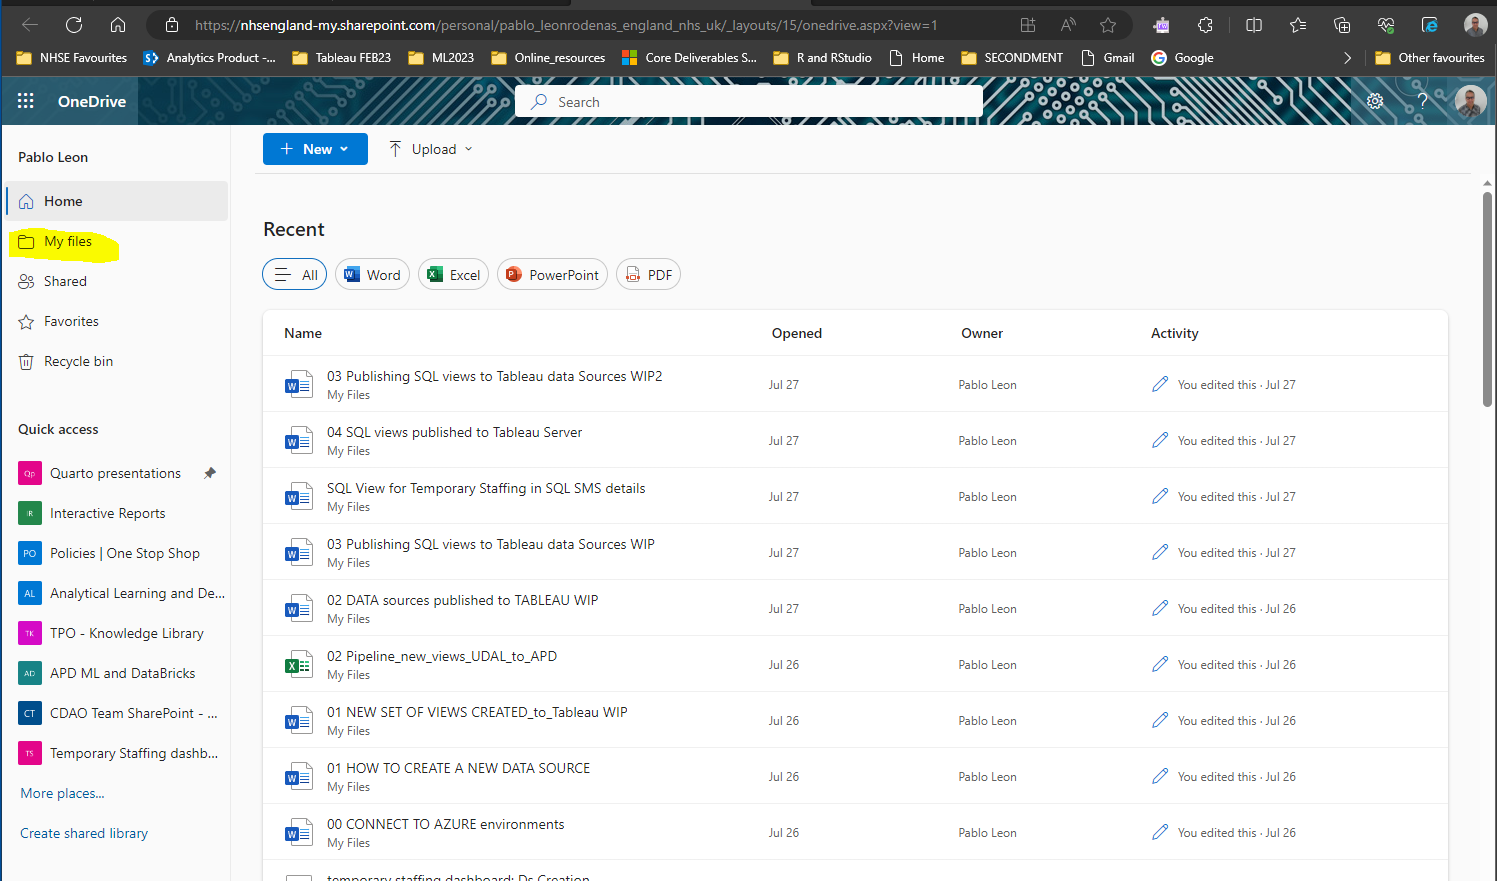 https://nhsengland-my.sharepoint.com/personal/pablo_leonrodenas_england_nhs_uk/_layouts/15/onedrive.aspx?view=1
NHSE Favourites Analytics Product -... Tableau FEB23 ML2023 Online_resources Core Deliverables S... R and RStudio Home SECONDMENT Gmail Google Other favourites
OneDrive Search
Pablo Leon
Home
My files
Shared
Favorites
Recycle bin
Quick access
Qp Quarto presentations
IR Interactive Reports
PO Policies | One Stop Shop
AL Analytical Learning and De...
TK TPO - Knowledge Library
AD APD ML and DataBricks
CT CDAO Team SharePoint - ...
TS Temporary Staffing dashb...
More places...
Create shared library
New Upload
Recent
All Word Excel PowerPoint PDF
Name Opened Owner Activity
03 Publishing SQL views to Tableau data Sources WIP2
My Files
Jul 27 Pablo Leon You edited this · Jul 27
04 SQL views published to Tableau Server
My Files
Jul 27 Pablo Leon You edited this · Jul 27
SQL View for Temporary Staffing in SQL SMS details
My Files
Jul 27 Pablo Leon You edited this · Jul 27
03 Publishing SQL views to Tableau data Sources WIP
My Files
Jul 27 Pablo Leon You edited this · Jul 27
02 DATA sources published to TABLEAU WIP
My Files
Jul 27 Pablo Leon You edited this · Jul 26
02 Pipeline_new_views_UDAL_to_APD
My Files
Jul 26 Pablo Leon You edited this · Jul 26
01 NEW SET OF VIEWS CREATED_to_Tableau WIP
My Files
Jul 26 Pablo Leon You edited this · Jul 26
01 HOW TO CREATE A NEW DATA SOURCE
My Files
Jul 26 Pablo Leon You edited this · Jul 26
00 CONNECT TO AZURE environments
My Files
Jul 26 Pablo Leon You edited this · Jul 26
temporary staffing dashboard: Ds Creation